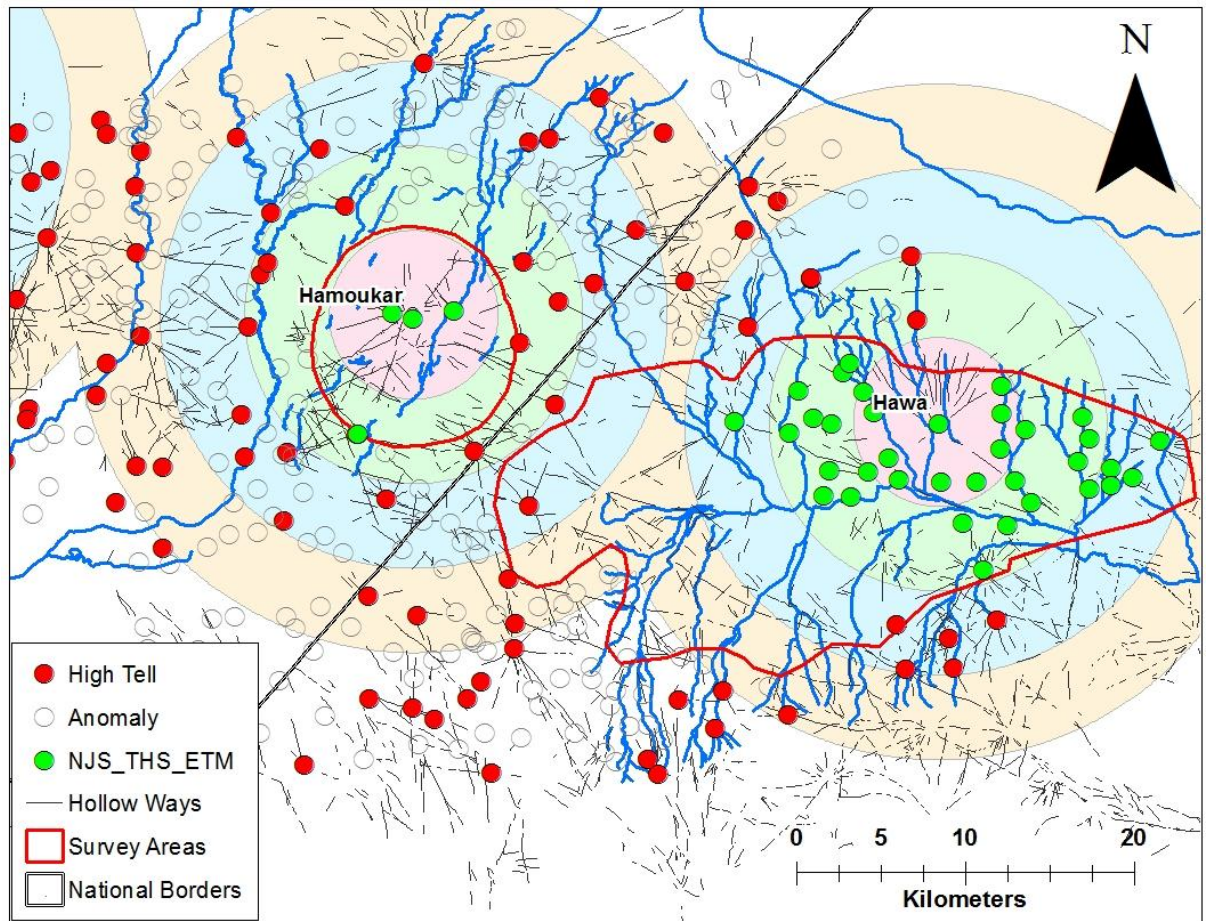 N
Hamoukar
Hawa
High Tell
Anomaly
NJS_THS_ETM
Hollow Ways
Survey Areas
National Borders
0 5 10 20
Kilometers